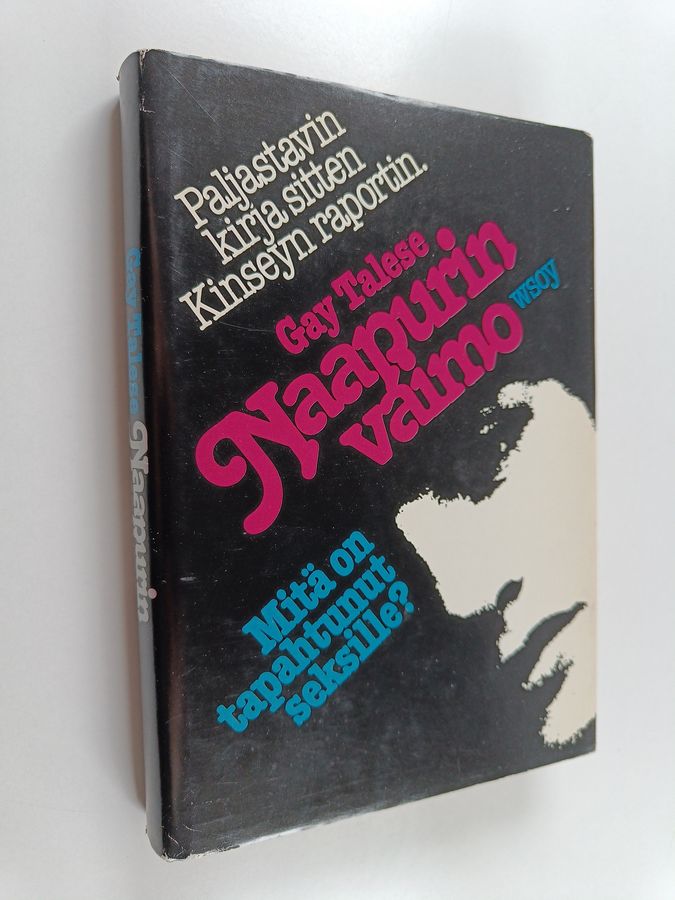 Paljastavin
kirja sitten
Kinseyn raportin.
Gay Talese
Naapurin
vaimo
wsoy
Mitä on
tapahtunut
seksille?
Gay Talese Naapurin